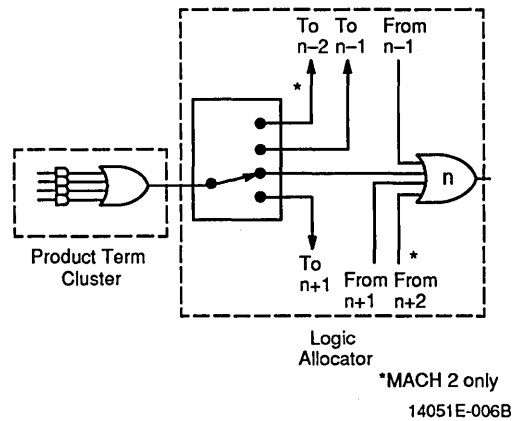 To To From
n–2 n–1 n–1
*
n
Product Term
Cluster
To
n+1
*
From From
n+1 n+2
Logic
Allocator
*MACH 2 only
14051E-006B